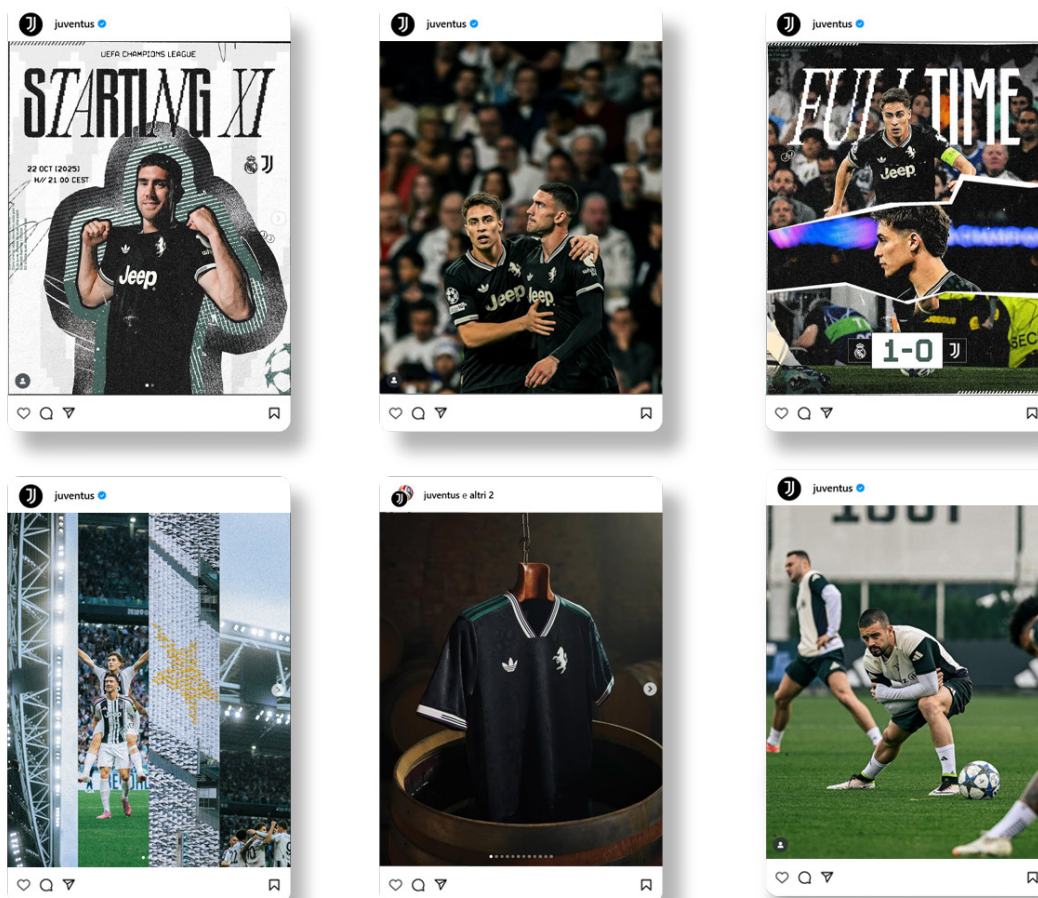 juventus
UEFA CHAMPIONS LEAGUE
STARTING XI
22 OCT (2025)
H// 21:00 CEST
Jeep
juventus
Jeep
Jeep
juventus
FULL TIME
Jeep
1-0
SEC
juventus
juventus e altri 2
juventus